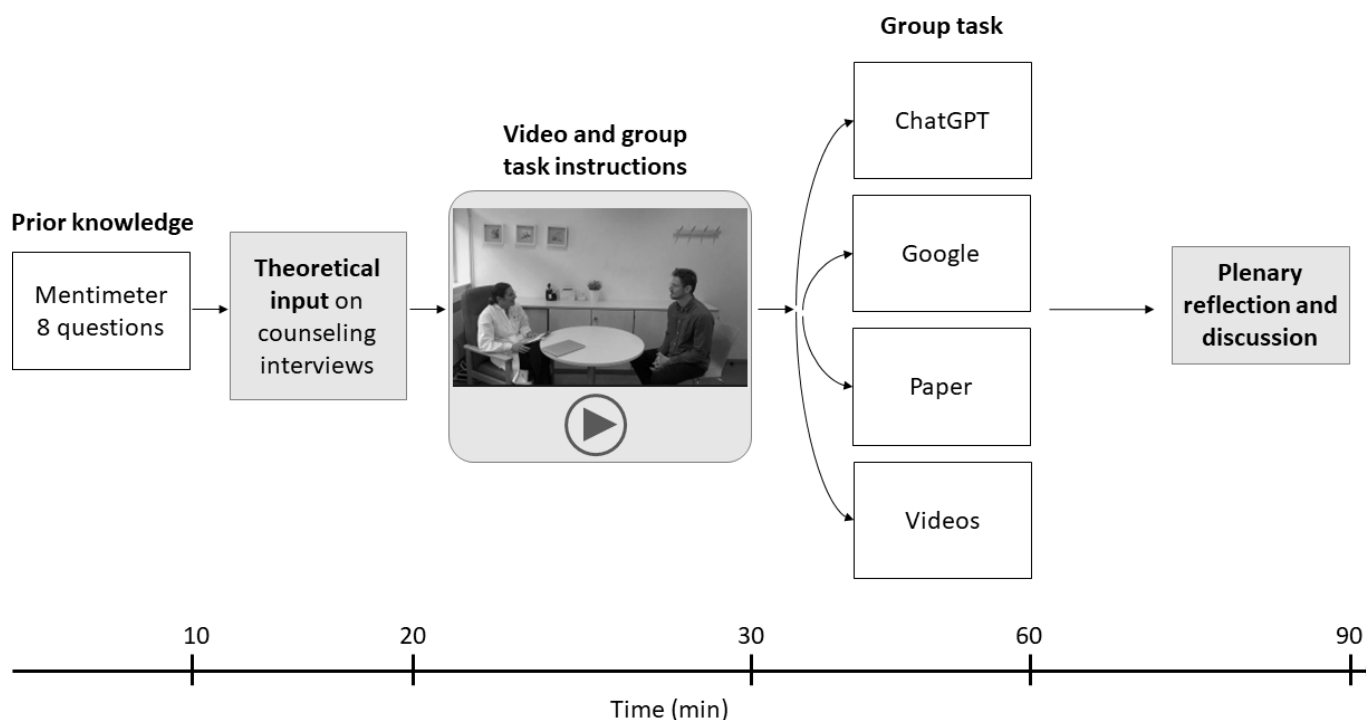 Prior knowledge
Mentimeter
8 questions
Theoretical
input on
counseling
interviews
Video and group
task instructions
Group task
ChatGPT
Google
Paper
Videos
Plenary
reflection and
discussion
10
20
30
60
90
Time (min)